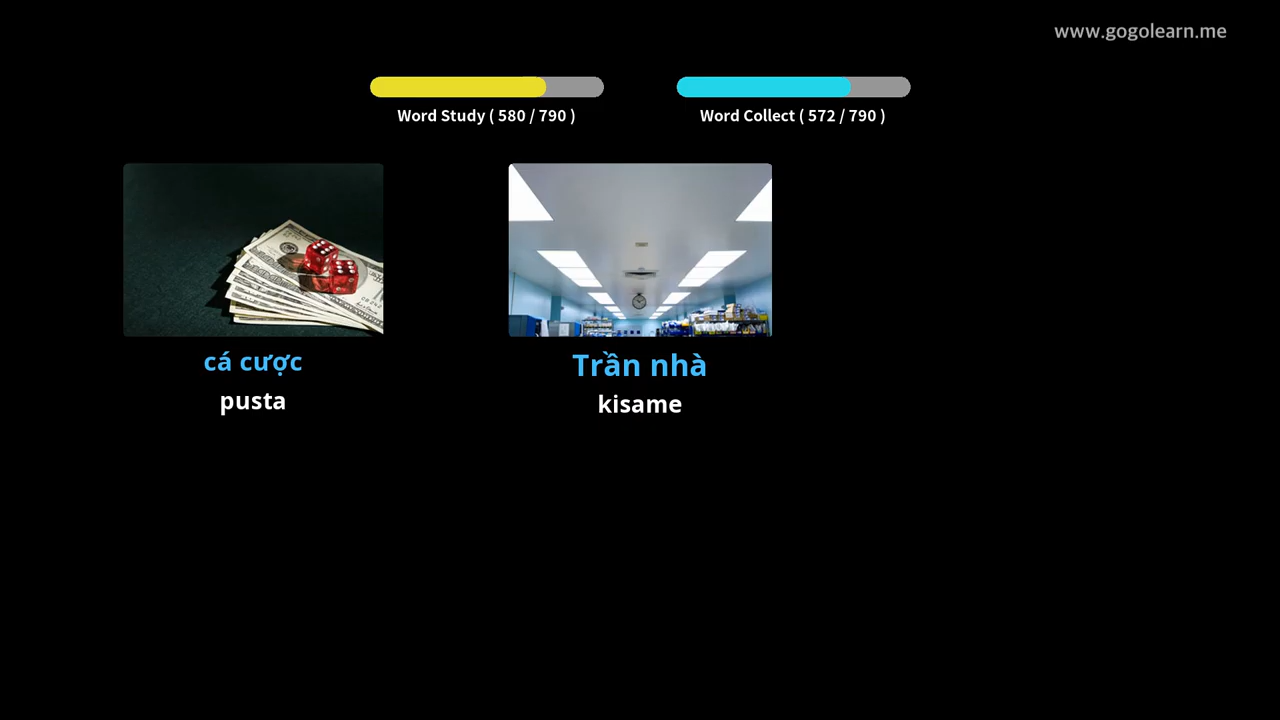 www.gogolearn.me
Word Study ( 580 / 790 )
Word Collect ( 572 / 790 )
cá cược
pusta
Trần nhà
kisame